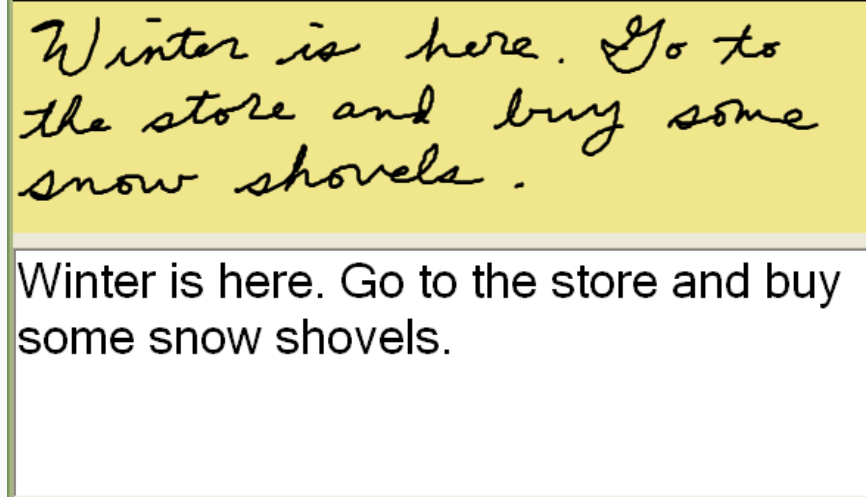 Winter is here. Go to
the store and buy some
snow shovels.
Winter is here. Go to the store and buy
some snow shovels.